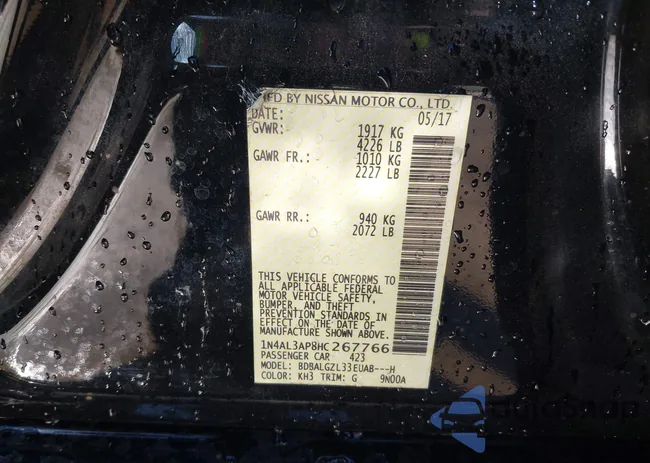 MFD BY NISSAN MOTOR CO., LTD.
DATE: 05/17
GVWR: 1917 KG
4226 LB
GAWR FR.: 1010 KG
2227 LB
GAWR RR.: 940 KG
2072 LB
THIS VEHICLE CONFORMS TO
ALL APPLICABLE FEDERAL
MOTOR VEHICLE SAFETY,
BUMPER, AND THEFT
PREVENTION STANDARDS IN
EFFECT ON THE DATE OF
MANUFACTURE SHOWN ABOVE.
1N4AL3AP8HC267766
PASSENGER CAR 423
MODEL: BDBALGZL33EUAB---H
COLOR: KH3 TRIM: G 9N00A